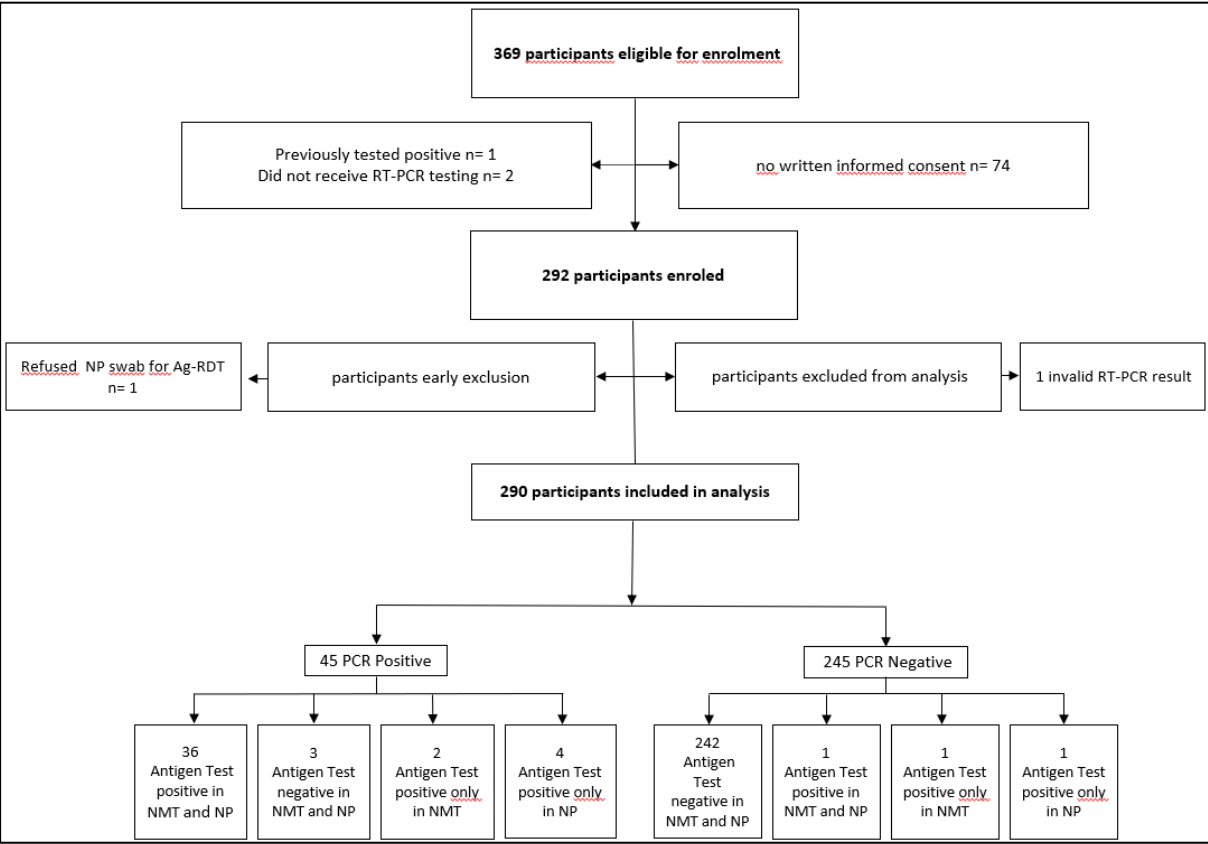 369 participants eligible for enrolment
Previously tested positive n= 1
Did not receive RT-PCR testing n= 2
no written informed consent n= 74
292 participants enroled
Refused  NP swab for Ag-RDT
n= 1
participants early exclusion
participants excluded from analysis
1 invalid RT-PCR result
290 participants included in analysis
45 PCR Positive
245 PCR Negative
36
Antigen Test
positive in
NMT and NP
3
Antigen Test
negative in
NMT and NP
2
Antigen Test
positive only
in NMT
4
Antigen Test
positive only
in NP
242
Antigen
Test
negative in
NMT and NP
1
Antigen Test
positive in
NMT and NP
1
Antigen Test
positive only
in NMT
1
Antigen Test
positive only
in NP